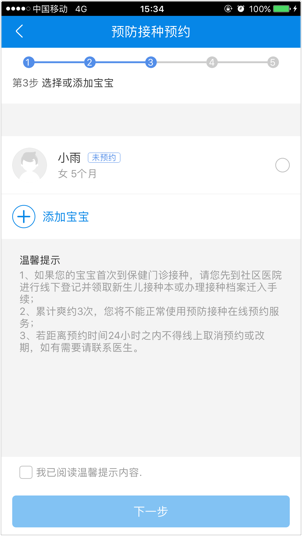 中国移动 4G 15:34 100%
预防接种预约
1 2 3 4 5
第3步 选择或添加宝宝
小雨 未预约
女 5个月
添加宝宝
温馨提示
1、如果您的宝宝首次到保健门诊接种，请您先到社区医院
进行线下登记并领取新生儿接种本或办理接种档案迁入手
续；
2、累计爽约3次，您将不能正常使用预防接种在线预约服
务；
3、若距离预约时间24小时之内不得线上取消预约或改
期，如有需要请联系医生。
我已阅读温馨提示内容.
下一步